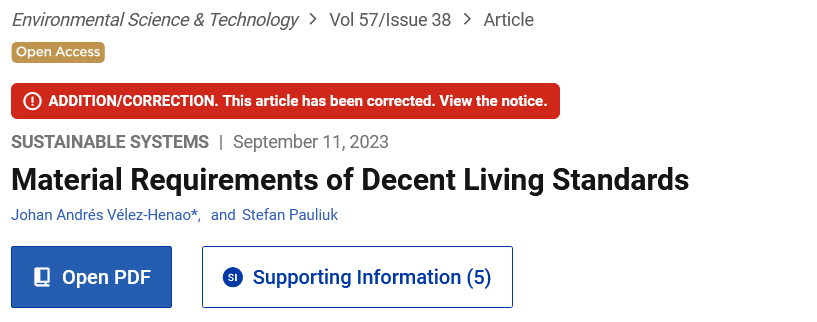 Environmental Science & Technology > Vol 57/Issue 38 > Article
Open Access
ADDITION/CORRECTION. This article has been corrected. View the notice.
SUSTAINABLE SYSTEMS | September 11, 2023
Material Requirements of Decent Living Standards
Johan Andrés Vélez-Henao*, and Stefan Pauliuk
Open PDF
SI Supporting Information (5)